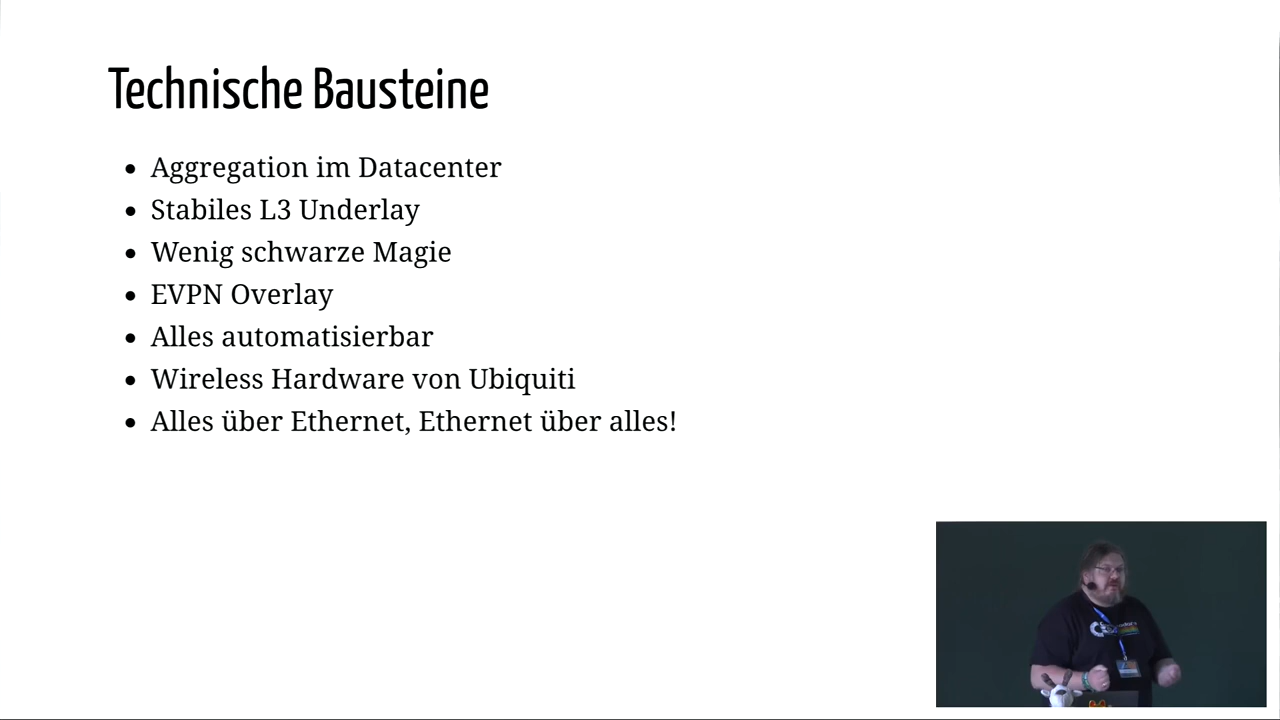 Technische Bausteine
Aggregation im Datacenter
Stabiles L3 Underlay
Wenig schwarze Magie
EVPN Overlay
Alles automatisierbar
Wireless Hardware von Ubiquiti
Alles über Ethernet, Ethernet über alles!